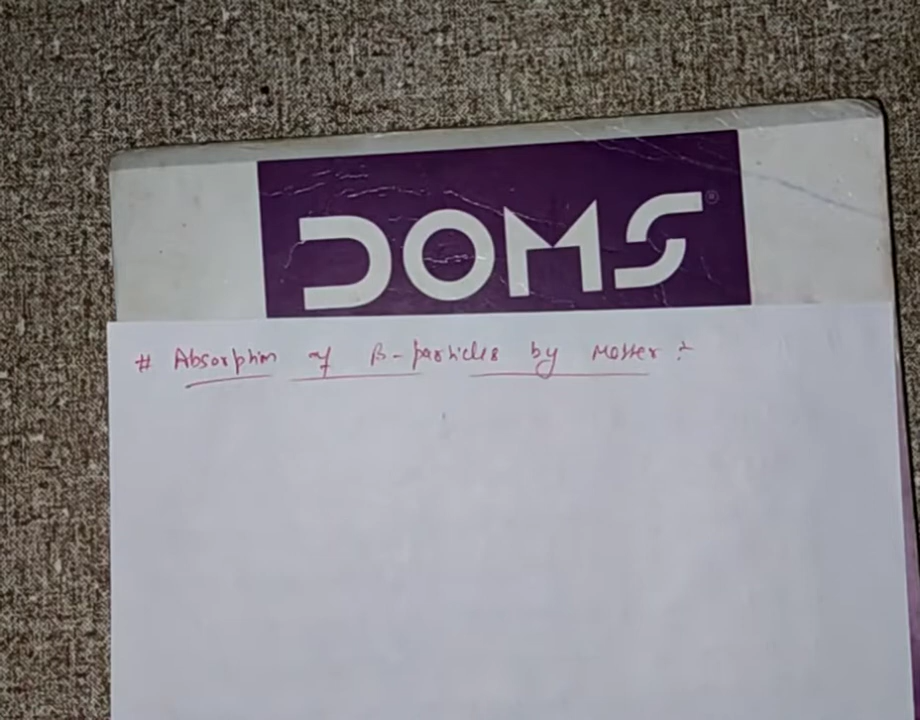 DOMS®
# Absorption of β-particles by Matter :-